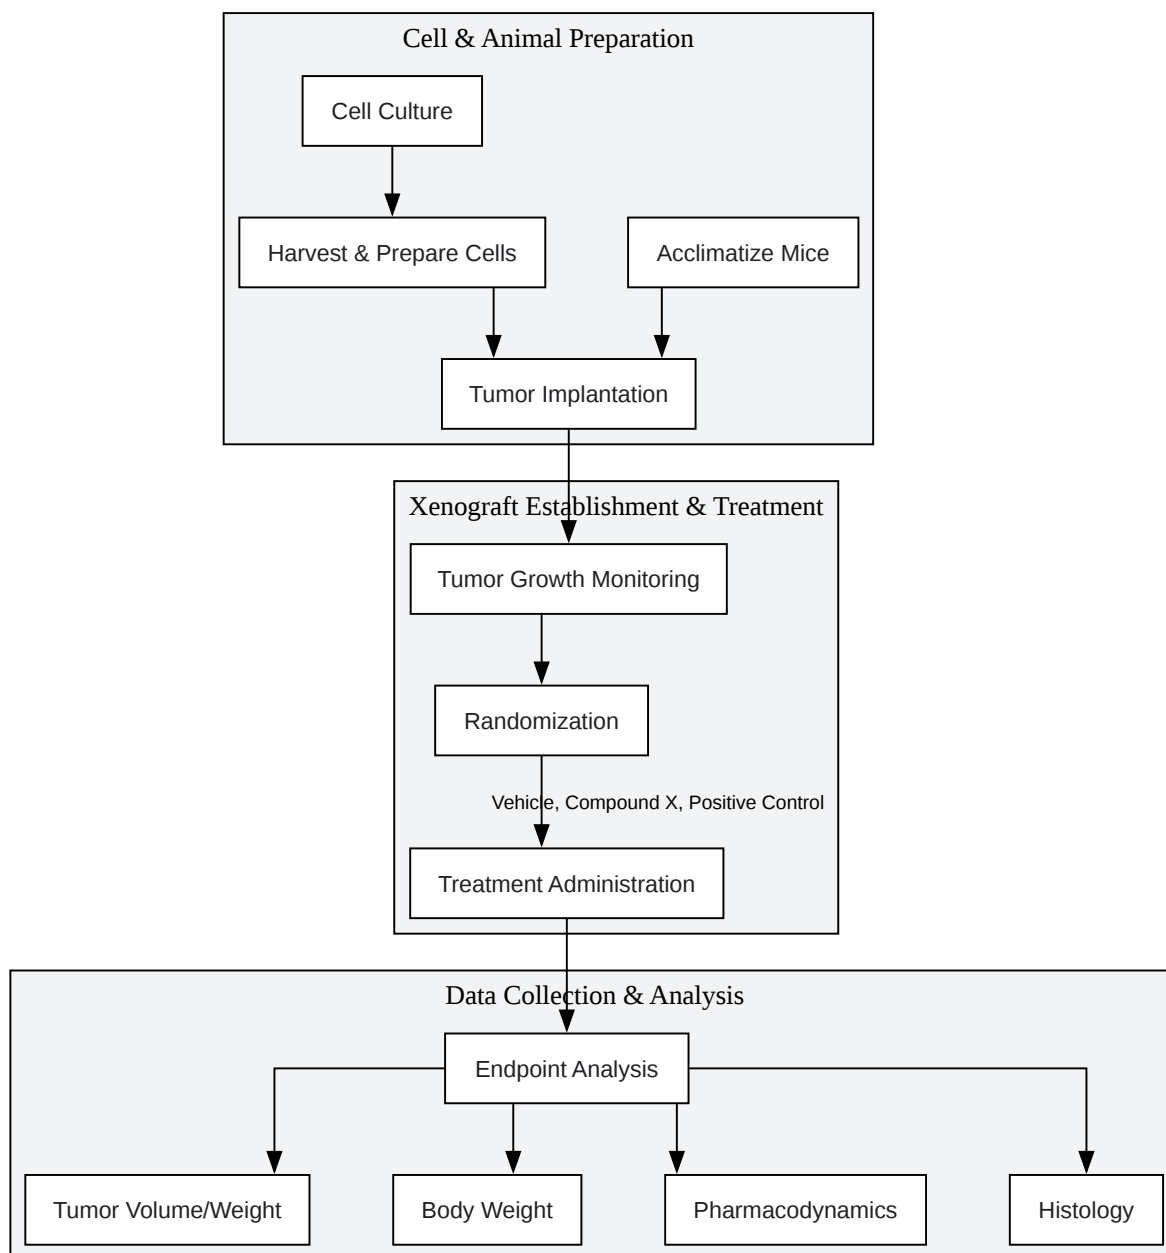 Cell & Animal Preparation
Cell Culture
Harvest & Prepare Cells
Acclimatize Mice
Tumor Implantation
Xenograft Establishment & Treatment
Tumor Growth Monitoring
Randomization
Vehicle, Compound X, Positive Control
Treatment Administration
Data Collection & Analysis
Endpoint Analysis
Tumor Volume/Weight
Body Weight
Pharmacodynamics
Histology